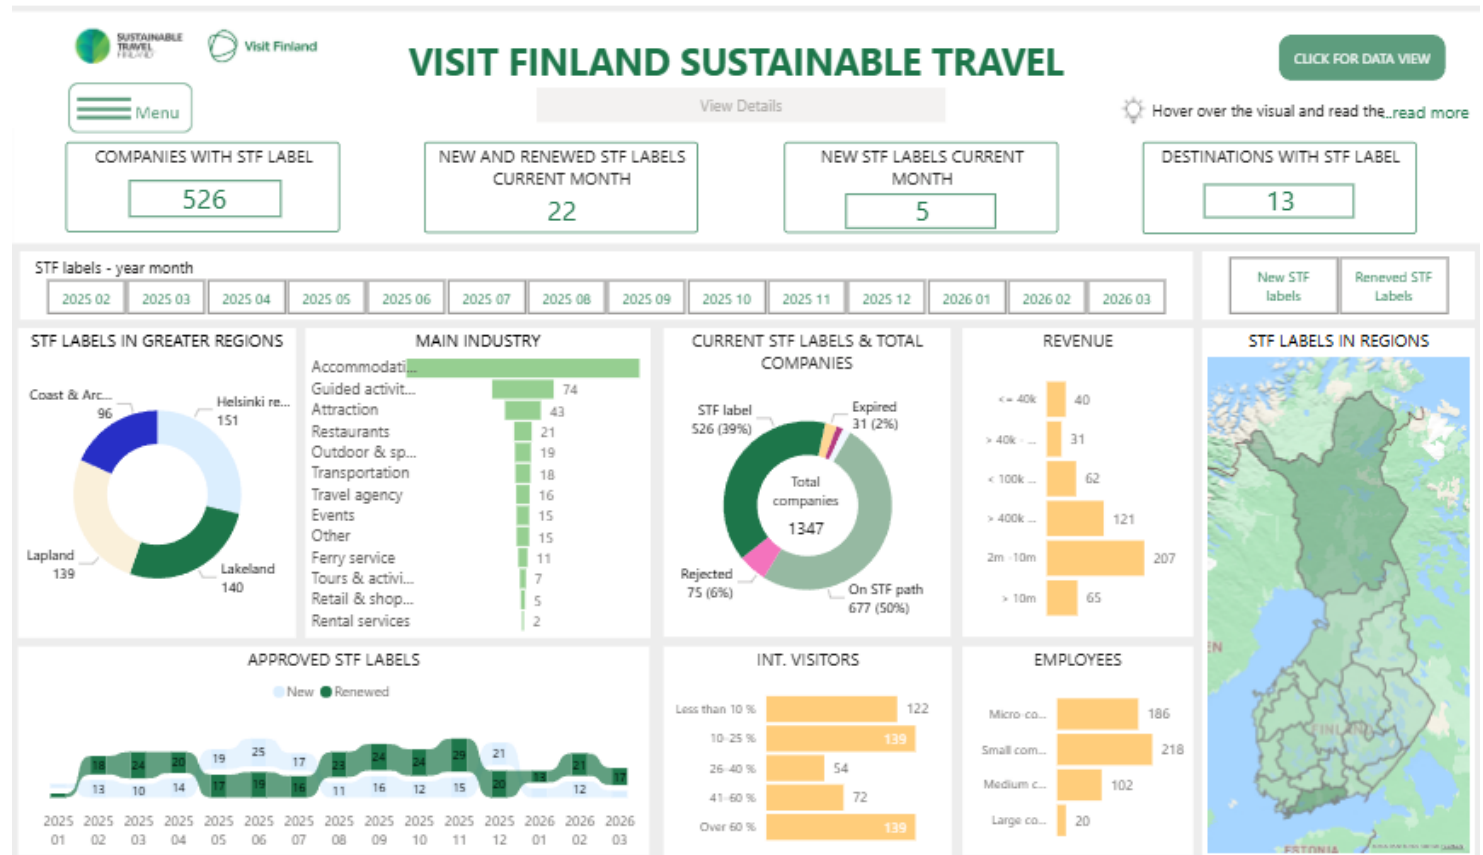 SUSTAINABLE
TRAVEL
FINLAND
Visit Finland
VISIT FINLAND SUSTAINABLE TRAVEL
CLICK FOR DATA VIEW
Menu
View Details
Hover over the visual and read the...read more
COMPANIES WITH STF LABEL
526
NEW AND RENEWED STF LABELS
CURRENT MONTH
22
NEW STF LABELS CURRENT
MONTH
5
DESTINATIONS WITH STF LABEL
13
STF labels - year month
2025 02
2025 03
2025 04
2025 05
2025 06
2025 07
2025 08
2025 09
2025 10
2025 11
2025 12
2026 01
2026 02
2026 03
New STF
labels
Reneved STF
Labels
STF LABELS IN GREATER REGIONS
Coast & Arc...
96
Helsinki re...
151
Lapland
139
Lakeland
140
MAIN INDUSTRY
Accommodati...
Guided activit... 74
Attraction 43
Restaurants 21
Outdoor & sp... 19
Transportation 18
Travel agency 16
Events 15
Other 15
Ferry service 11
Tours & activi... 7
Retail & shop... 5
Rental services 2
CURRENT STF LABELS & TOTAL
COMPANIES
STF label
526 (39%)
Expired
31 (2%)
Total
companies
1347
Rejected
75 (6%)
On STF path
677 (50%)
REVENUE
<= 40k 40
> 40k - ... 31
< 100k ... 62
> 400k ... 121
2m -10m 207
> 10m 65
STF LABELS IN REGIONS
FINLAND
ESTONIA
APPROVED STF LABELS
New Renewed
18 24 20 19 25 17 23 24 24 29 21 13 21 17
13 10 14 17 19 16 11 16 12 15 20 12
2025 2025 2025 2025 2025 2025 2025 2025 2025 2025 2025 2026 2026 2026
01 02 03 04 05 06 07 08 09 10 11 12 01 02 03
INT. VISITORS
Less than 10 % 122
10-25 % 139
26-40 % 54
41-60 % 72
Over 60 % 139
EMPLOYEES
Micro-co... 186
Small com... 218
Medium c... 102
Large co... 20